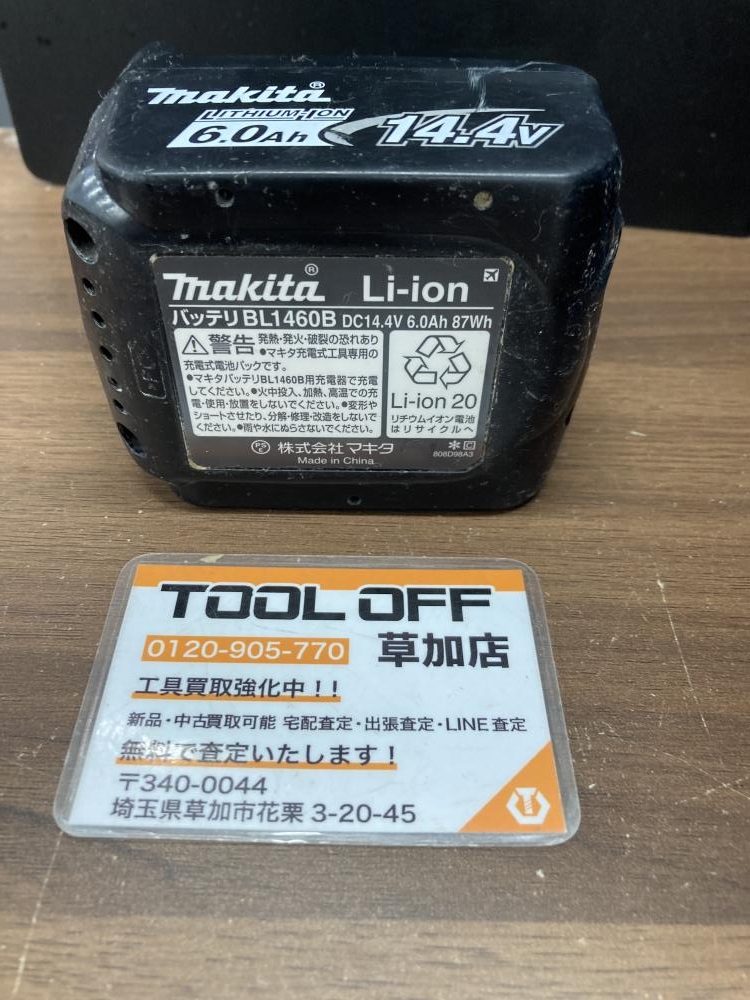 makita®
LITHIUM-ION
6.0Ah 14.4V
makita® Li-ion
バッテリ BL1460B DC14.4V 6.0Ah 87Wh
警告 発熱・発火・破裂の恐れあり
●マキタ充電式工具専用の
充電式電池パックです。
●マキタバッテリBL1460B用充電器で充電
してください。●火中投入、加熱、高温での充
電・使用・放置をしないでください。●変形や
ショートさせたり、分解・修理・改造をしないで
ください。●雨や水にぬらさないでください。
Li-ion 20
リチウムイオン電池
はリサイクルへ
PSE 株式会社 マキタ
Made in China
808D98A3
TOOL OFF
0120-905-770 草加店
工具買取強化中!!
新品・中古買取可能 宅配査定・出張査定・LINE査定
無料で査定いたします!
〒340-0044
埼玉県草加市花栗 3-20-45